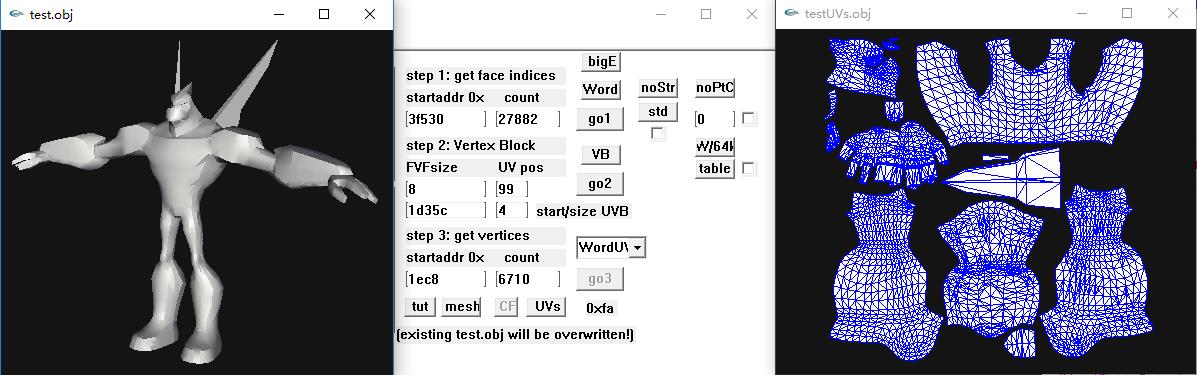 test.obj
step 1: get face indices
startaddr 0x count
3f530 27882
step 2: Vertex Block
FVFsize UV pos
8 99
1d35c 4 start/size UVB
step 3: get vertices
startaddr 0x count
1ec8 6710
tut mesh CF UVs
(existing test.obj will be overwritten!)
bigE
Word
go1
VB
go2
go3
0xfa
noStr
std
noPtC
0
table
testUVs.obj